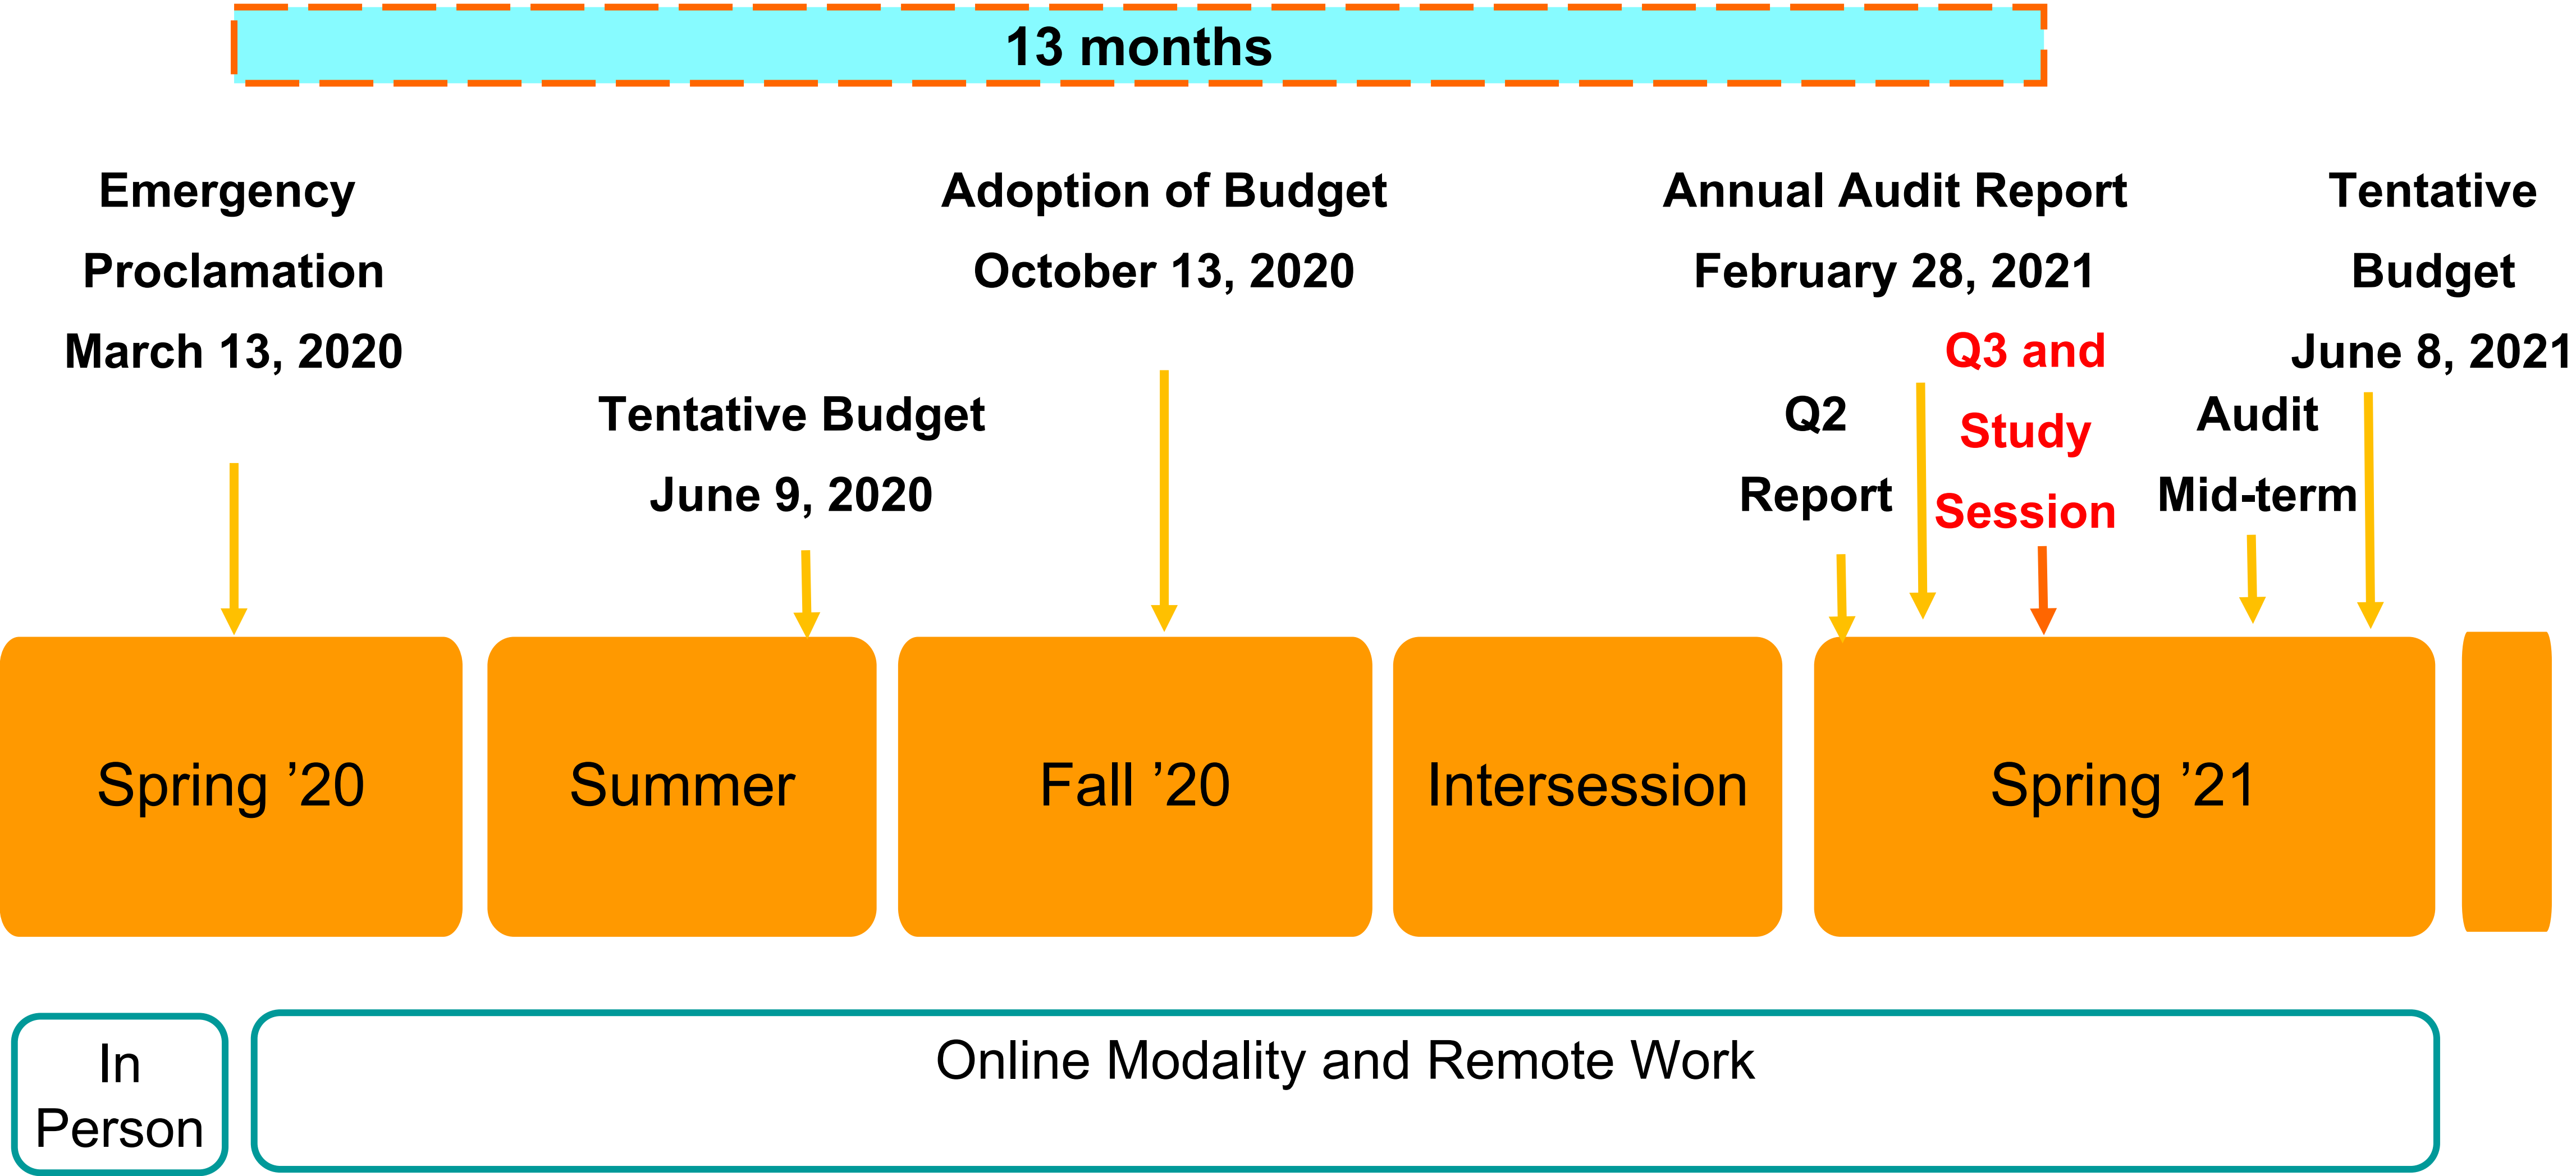 13 months
Emergency
Proclamation
March 13, 2020
Tentative Budget
June 9, 2020
Adoption of Budget
October 13, 2020
Q2
Report
Annual Audit Report
February 28, 2021
Q3 and
Study
Session
Audit
Mid-term
Tentative
Budget
June 8, 2021
Spring ’20
Summer
Fall ’20
Intersession
Spring ’21
In
Person
Online Modality and Remote Work